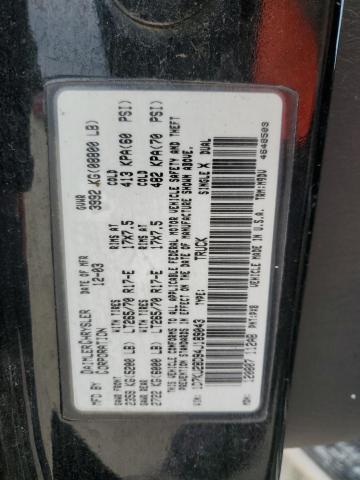 DAIMLERCHRYSLER CORPORATION
DATE OF MFR 12-03
GVWR 3992 KG(08800 LB)
GAWR FRONT WITH TIRES RIMS AT COLD
2359 KG(5200 LB) LT265/70 R17-E 17X7.5 413 KPA(60 PSI)
GAWR REAR WITH TIRES RIMS AT COLD
2722 KG(6000 LB) LT265/70 R17-E 17X7.5 482 KPA(70 PSI)
THIS VEHICLE CONFORMS TO ALL APPLICABLE FEDERAL MOTOR VEHICLE SAFETY AND THEFT
PREVENTION STANDARDS IN EFFECT ON THE DATE OF MANUFACTURE SHOWN ABOVE.
TYPE: TRUCK SINGLE X DUAL
VEHICLE MADE IN U.S.A. 4648503